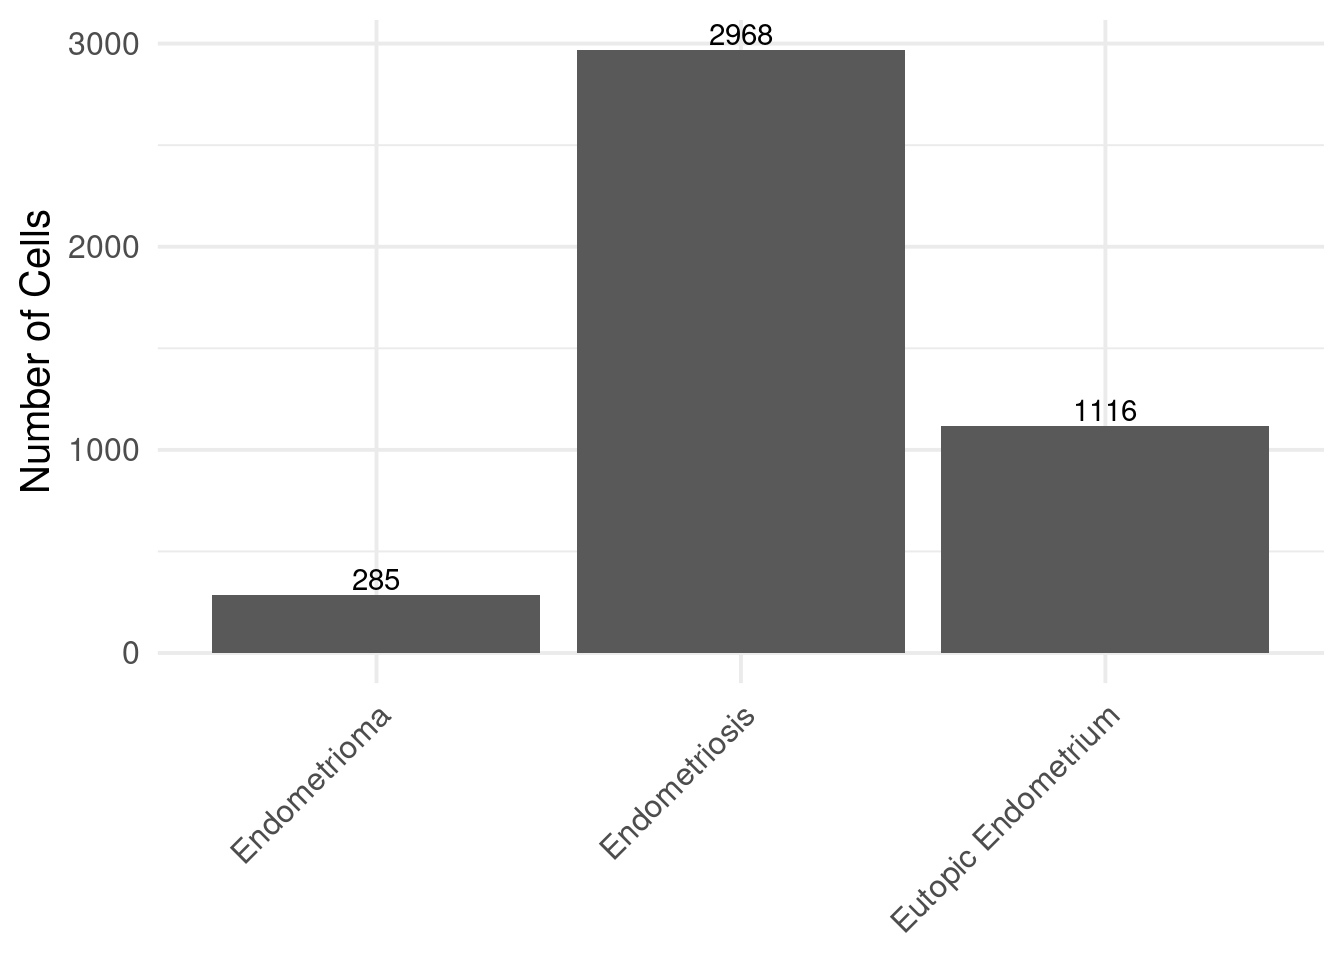 Number of Cells
3000
2000
1000
0
285
2968
1116
Endometrioma
Endometriosis
Eutopic Endometrium